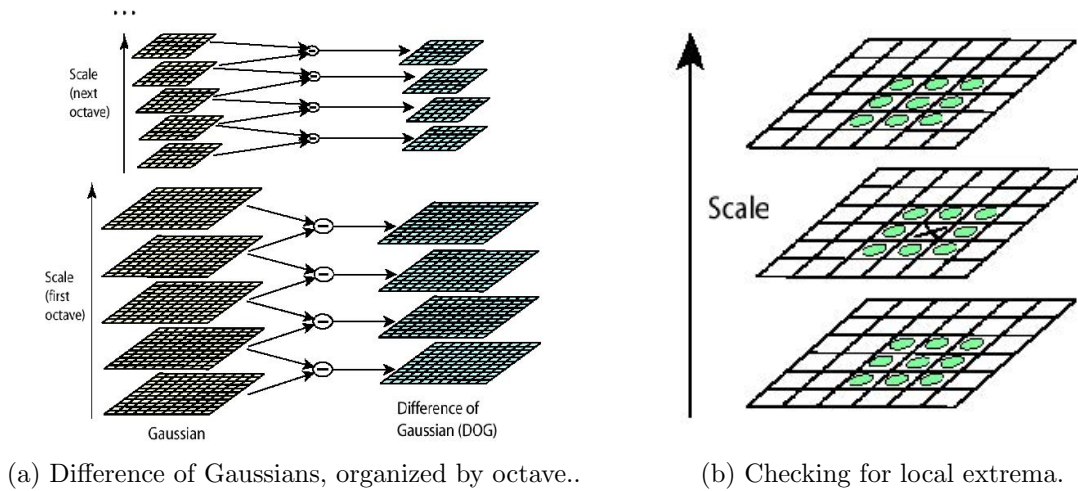 ...
Scale
(next
octave)
Scale
(first
octave)
Gaussian
Difference of
Gaussian (DOG)
Scale
(a) Difference of Gaussians, organized by octave..
(b) Checking for local extrema.